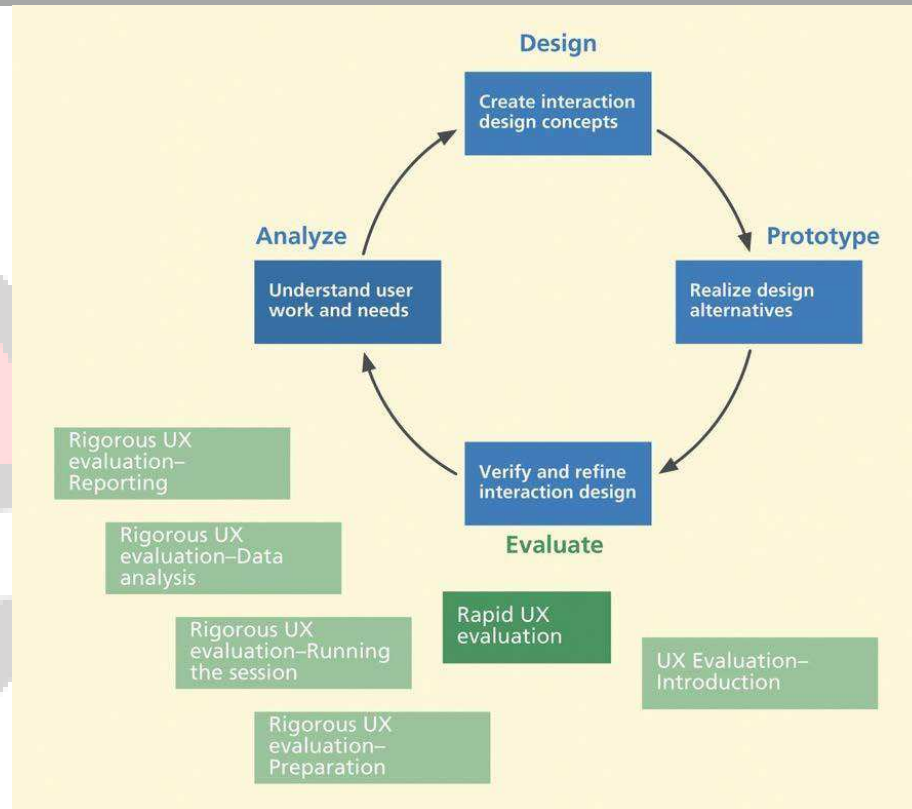 Design
Create interaction
design concepts
Analyze
Prototype
Understand user
work and needs
Realize design
alternatives
Verify and refine
interaction design
Evaluate
Rigorous UX
evaluation–
Reporting
Rigorous UX
evaluation–Data
analysis
Rigorous UX
evaluation–Running
the session
Rapid UX
evaluation
UX Evaluation–
Introduction
Rigorous UX
evaluation–
Preparation